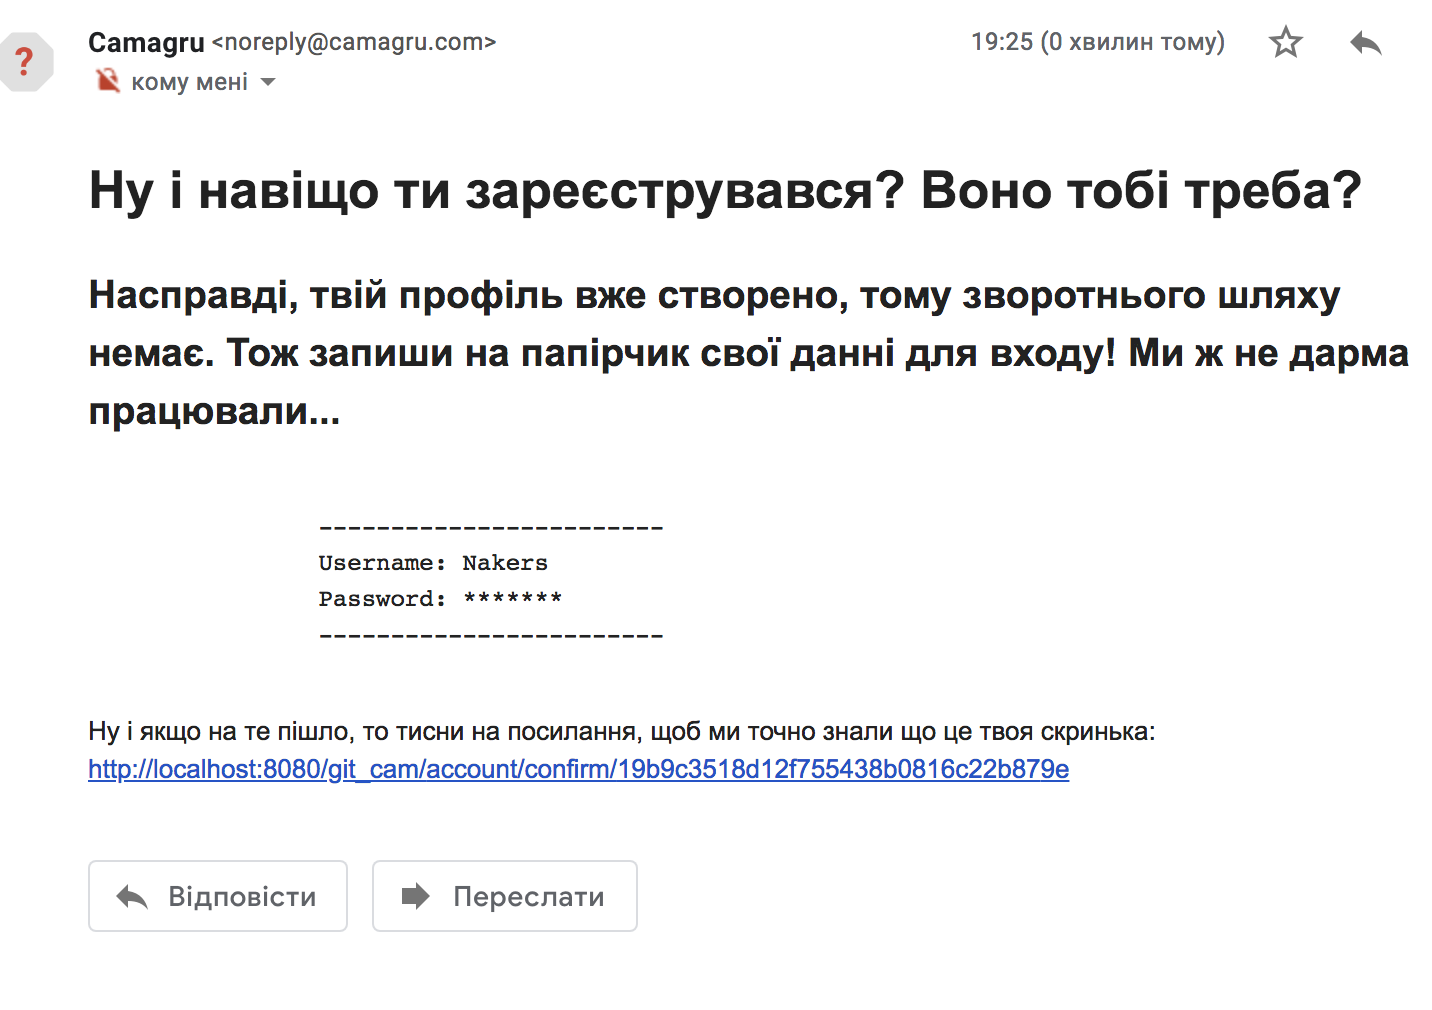 ?
Camagru <noreply@camagru.com>
19:25 (0 хвилин тому)
кому мені
Ну і навіщо ти зареєструвався? Воно тобі треба?
Насправді, твій профіль вже створено, тому зворотнього шляху
немає. Тож запиши на папірчик свої данні для входу! Ми ж не дарма
працювали...
------------------------
Username: Nakers
Password: *******
------------------------
Ну і якщо на те пішло, то тисни на посилання, щоб ми точно знали що це твоя скринька:
http://localhost:8080/git_cam/account/confirm/19b9c3518d12f755438b0816c22b879e
Відповісти
Переслати